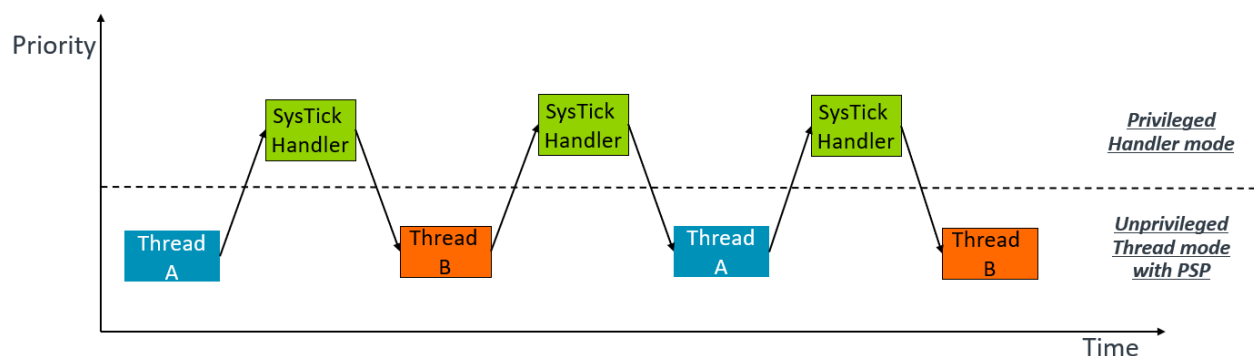 Priority
SysTick
Handler
SysTick
Handler
SysTick
Handler
Privileged
Handler mode
Thread
A
Thread
B
Thread
A
Thread
B
Unprivileged
Thread mode
with PSP
Time